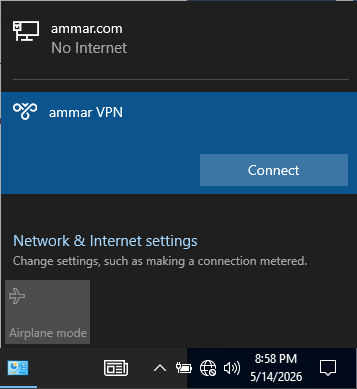 ammar.com
No Internet
ammar VPN
Connect
Network & Internet settings
Change settings, such as making a connection metered.
Airplane mode
8:58 PM
5/14/2026